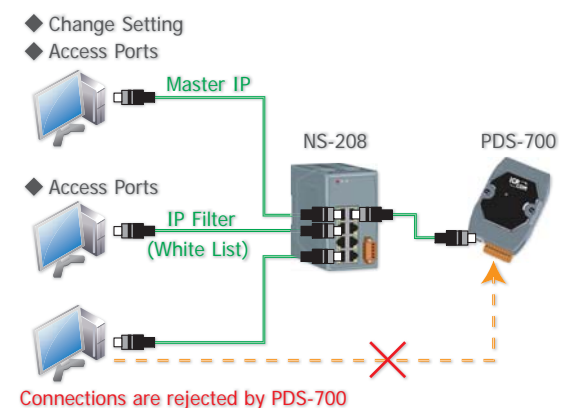 Change Setting
Access Ports
Master IP
NS-208
PDS-700
Access Ports
IP Filter
(White List)
Connections are rejected by PDS-700